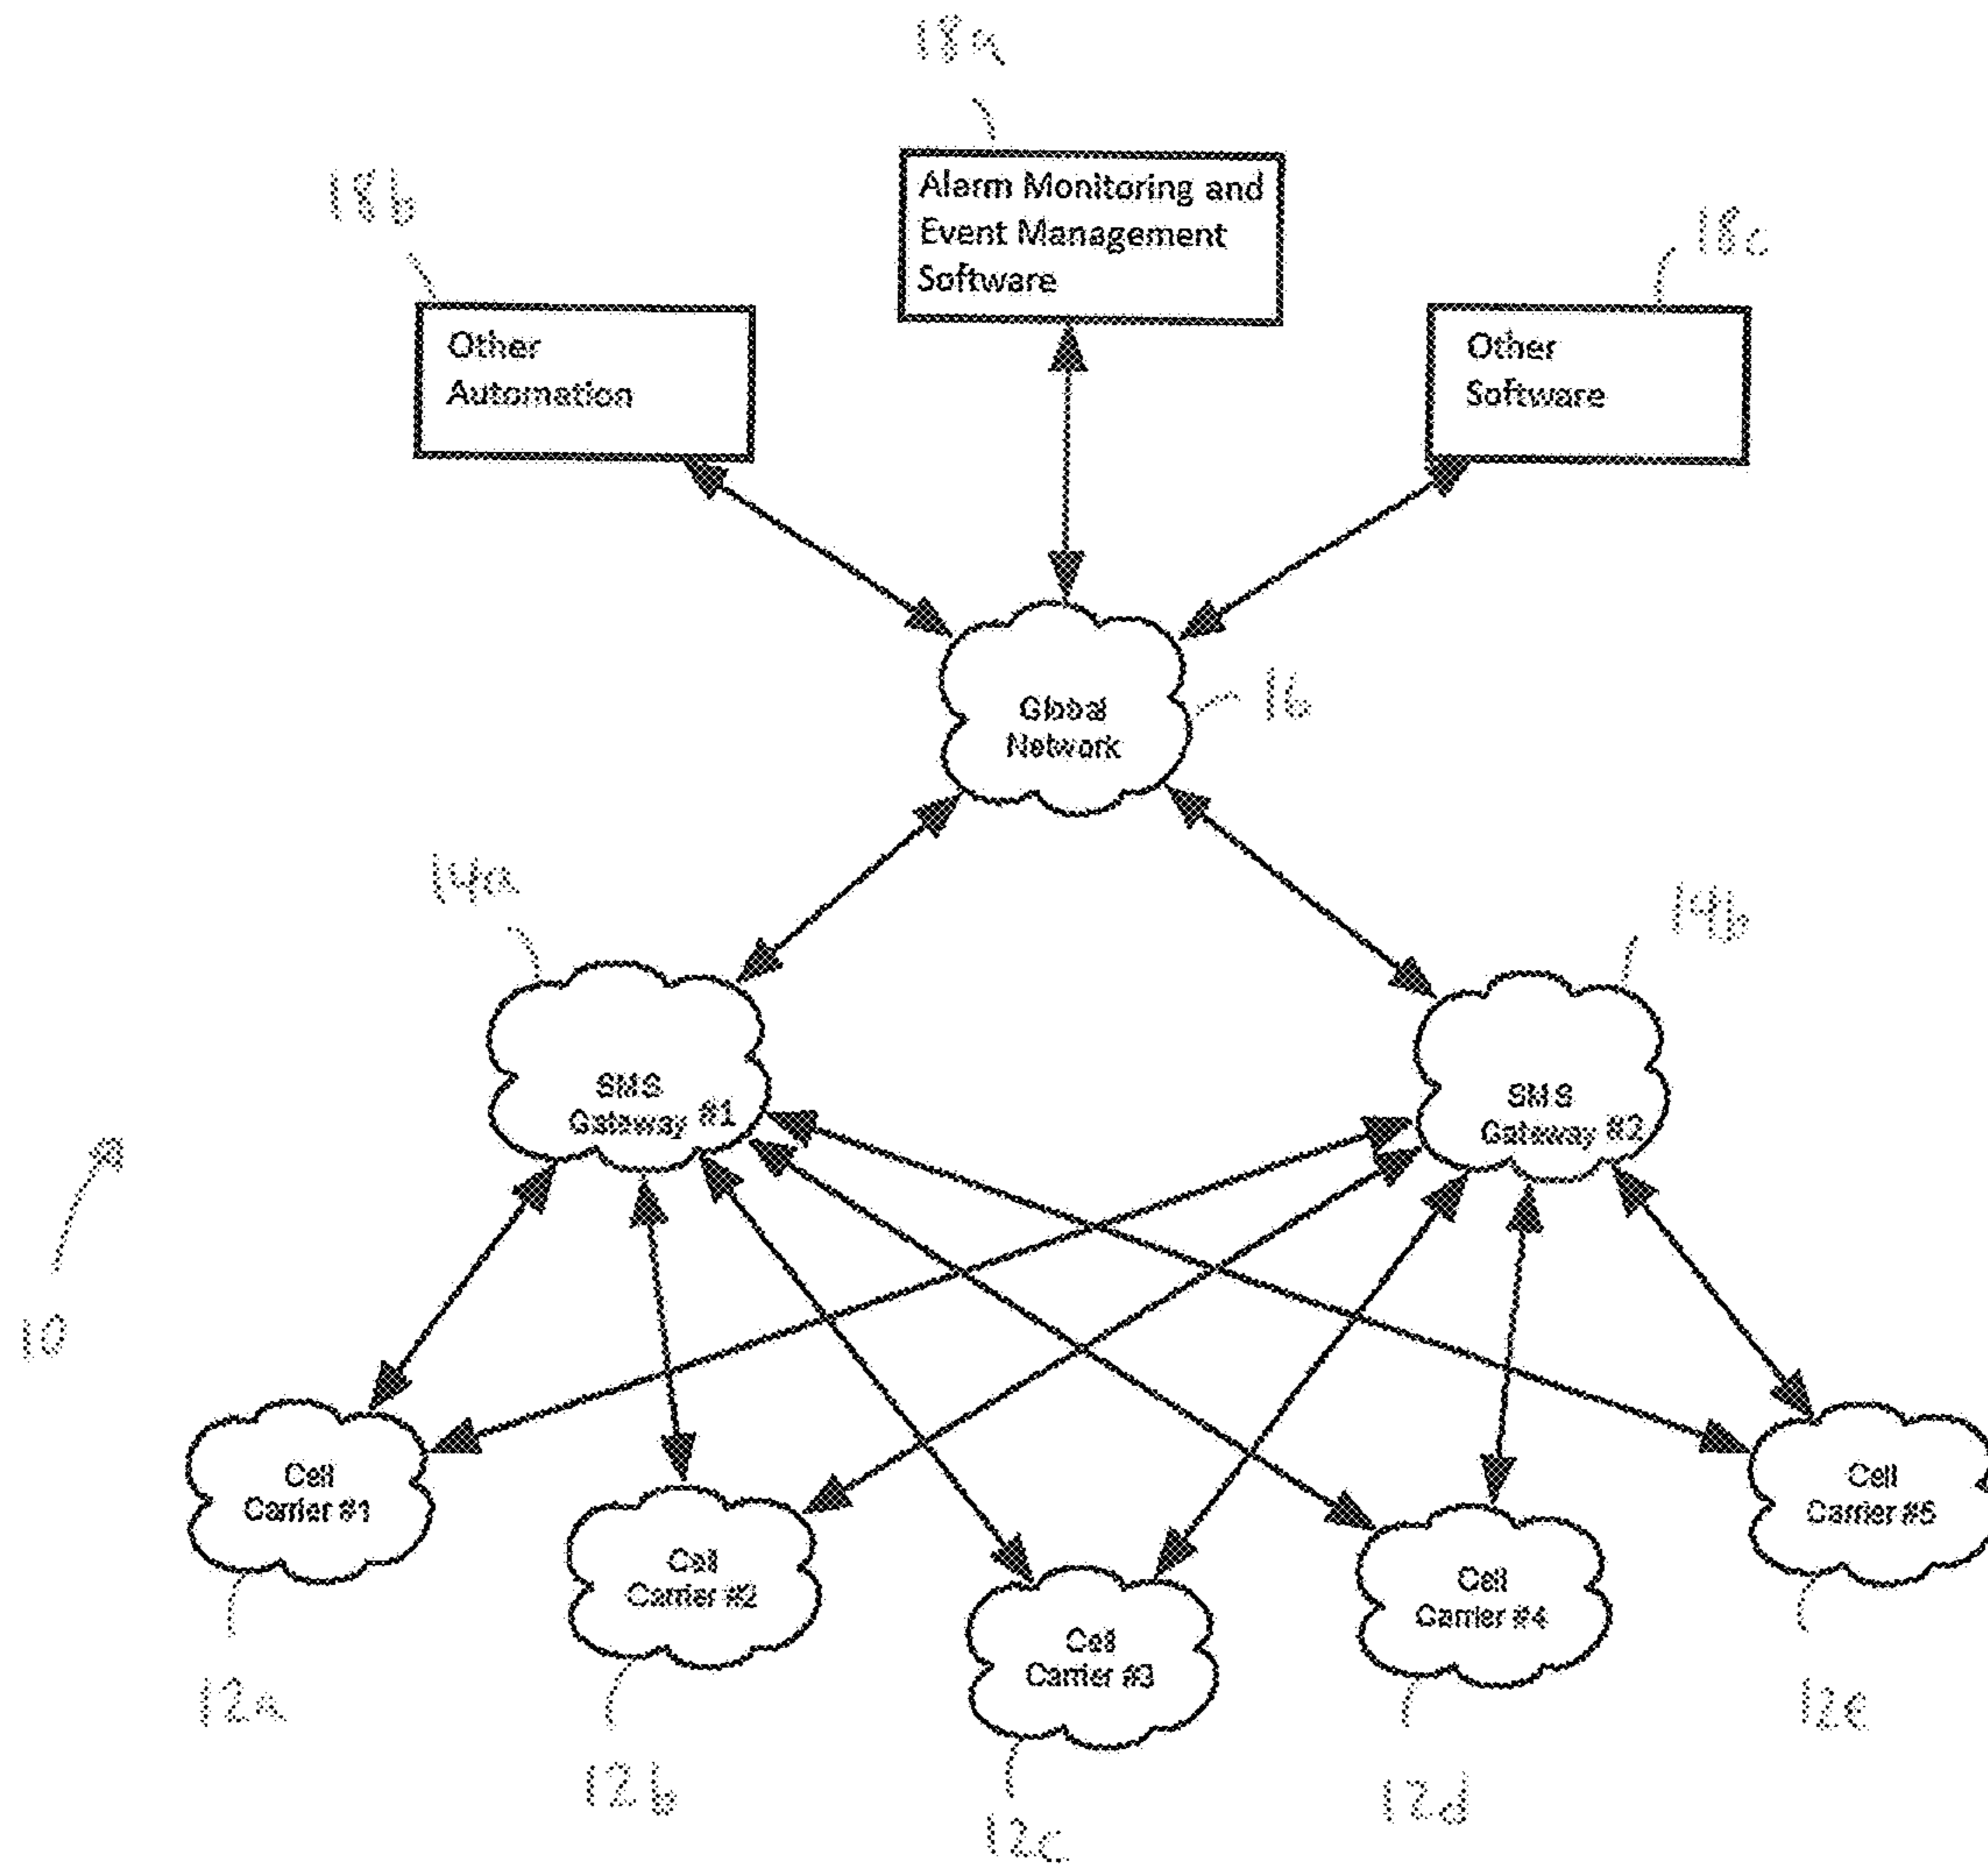 18a
18b
Alarm Monitoring and
Event Management
Software
18c
Other
Automation
Other
Software
Global
Network
16
14a
14b
SMS
Gateway #1
SMS
Gateway #2
10
Cell
Carrier #1
Cell
Carrier #2
Cell
Carrier #3
Cell
Carrier #4
Cell
Carrier #5
12a
12b
12c
12d
12e